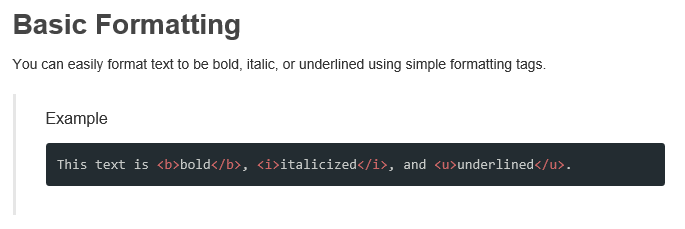 Basic Formatting
You can easily format text to be bold, italic, or underlined using simple formatting tags.
Example
This text is <b>bold</b>, <i>italicized</i>, and <u>underlined</u>.